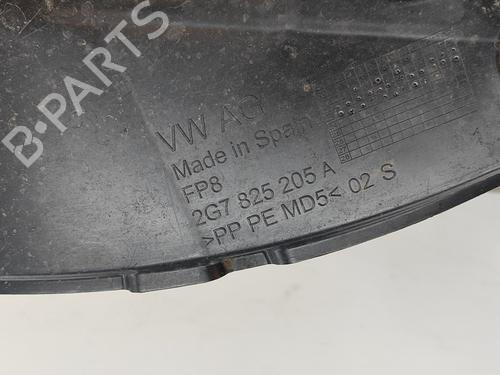 B-PARTS
VW AG
Made in Spain
FP8
2G7 825 205 A
>PP PE MD5< 02 S